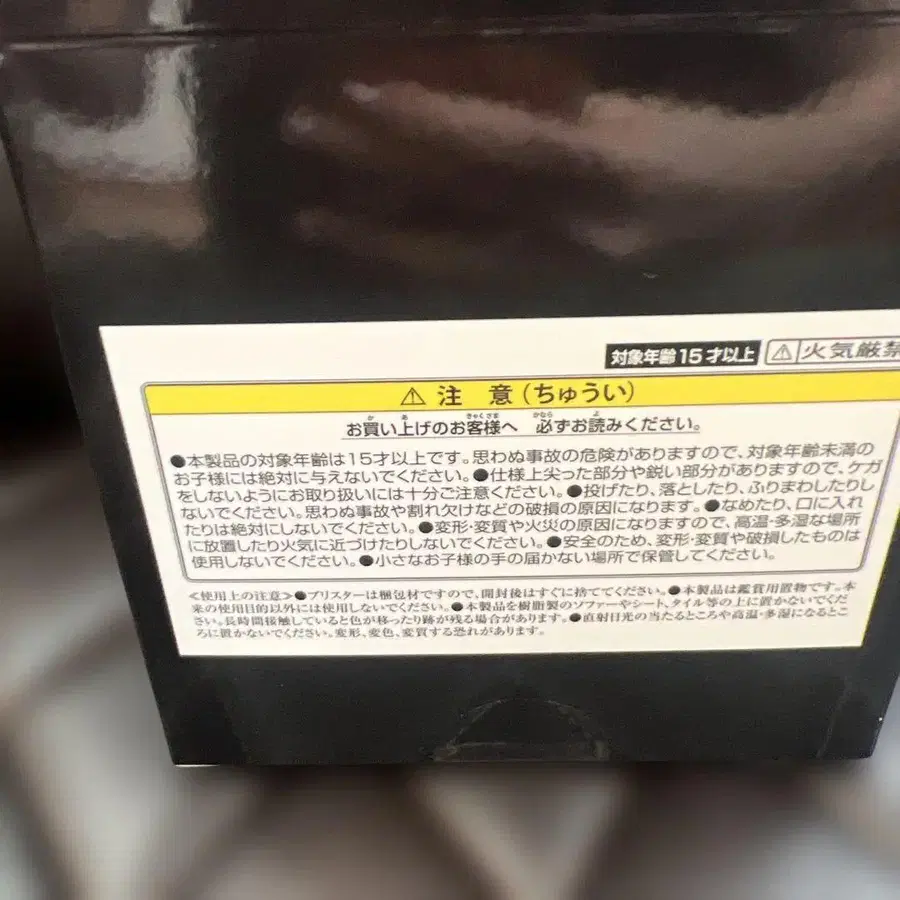 対象年齢15才以上 ⚠火気厳禁
⚠ 注 意(ちゅうい)
お買い上げのお客様へ 必ずお読みください。
●本製品の対象年齢は15才以上です。思わぬ事故の危険がありますので、対象年齢未満の
お子様には絶対に与えないでください。●仕様上尖った部分や鋭い部分がありますので、ケガ
をしないようにお取り扱いには十分ご注意ください。●投げたり、落としたり、ふりまわしたりし
ないでください。思わぬ事故や割れ欠けなどの破損の原因になります。●なめたり、口に入れ
たりは絶対にしないでください。●変形・変質や火災の原因になりますので、高温・多湿な場所
に放置したり火気に近づけたりしないでください。●安全のため、変形・変質や破損したものは
使用しないでください。●小さなお子様の手の届かない場所で保管してください。
≪使用上の注意≫●ブリスターは梱包材ですので、開封後はすぐに捨ててください。●本製品は鑑賞用置物です。本
来の使用目的以外には使用しないでください。●本製品を樹脂製のソファーやシート、タイル等の上に置かないでくだ
さい。長時間接触していると色が移ったり跡が残る場合があります。●直射日光の当たるところや高温・多湿になるとこ
ろに置かないでください。変形、変色、変質する恐れがあります。